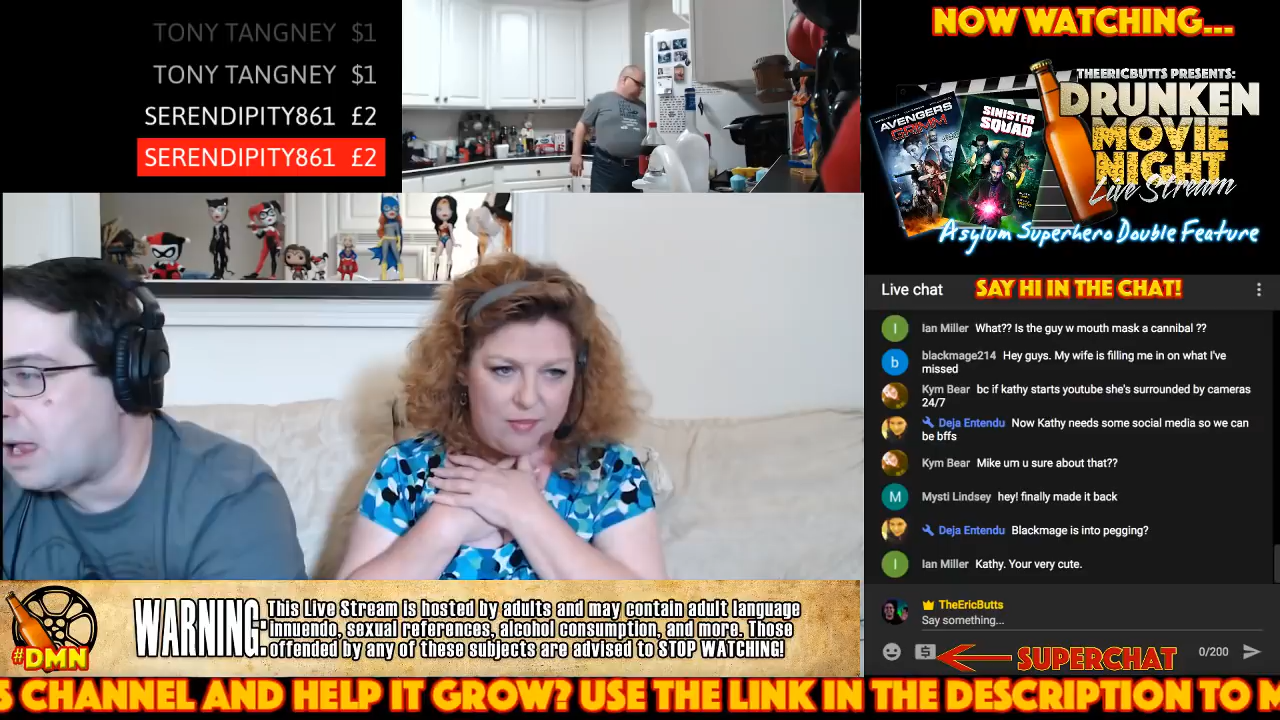 TONY TANGNEY $1
TONY TANGNEY $1
SERENDIPITY861 £2
SERENDIPITY861 £2
NOW WATCHING...
THEERICBUTTS PRESENTS:
DRUNKEN
MOVIE
NIGHT
Live Stream
AVENGERS
GRIMM
SINISTER
SQUAD
Asylum Superhero Double Feature
Live chat
SAY HI IN THE CHAT!
I
Ian Miller What?? Is the guy w mouth mask a cannibal ??
b
blackmage214 Hey guys. My wife is filling me in on what I've
missed
Kym Bear bc if kathy starts youtube she's surrounded by cameras
24/7
Deja Entendu Now Kathy needs some social media so we can
be bffs
Kym Bear Mike um u sure about that??
M
Mysti Lindsey hey! finally made it back
Deja Entendu Blackmage is into pegging?
I
Ian Miller Kathy. Your very cute.
TheEricButts
Say something...
SUPERCHAT
0/200
#DMN
WARNING:
This Live Stream is hosted by adults and may contain adult language
innuendo, sexual references, alcohol consumption, and more. Those
offended by any of these subjects are advised to STOP WATCHING!
S CHANNEL AND HELP IT GROW? USE THE LINK IN THE DESCRIPTION TO M